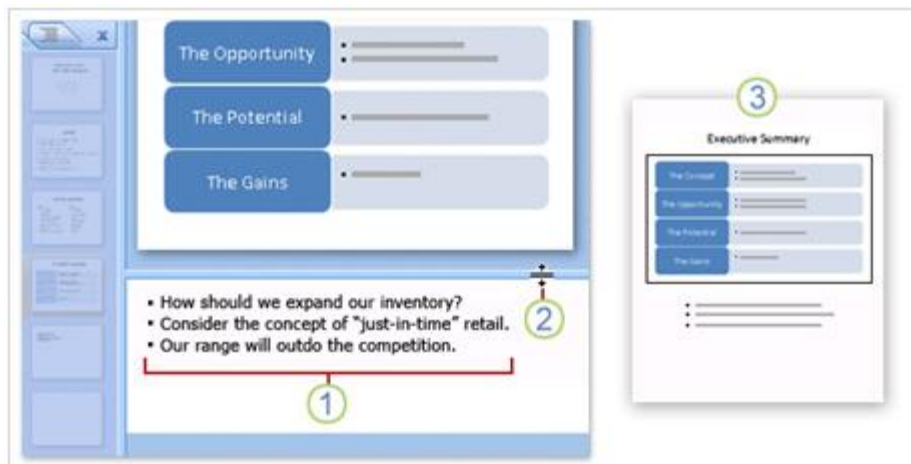 x
The Opportunity
The Potential
The Gains
• How should we expand our inventory?
• Consider the concept of “just-in-time” retail.
• Our range will outdo the competition.
1
2
3
Executive Summary
The Concept
The Opportunity
The Potential
The Gains